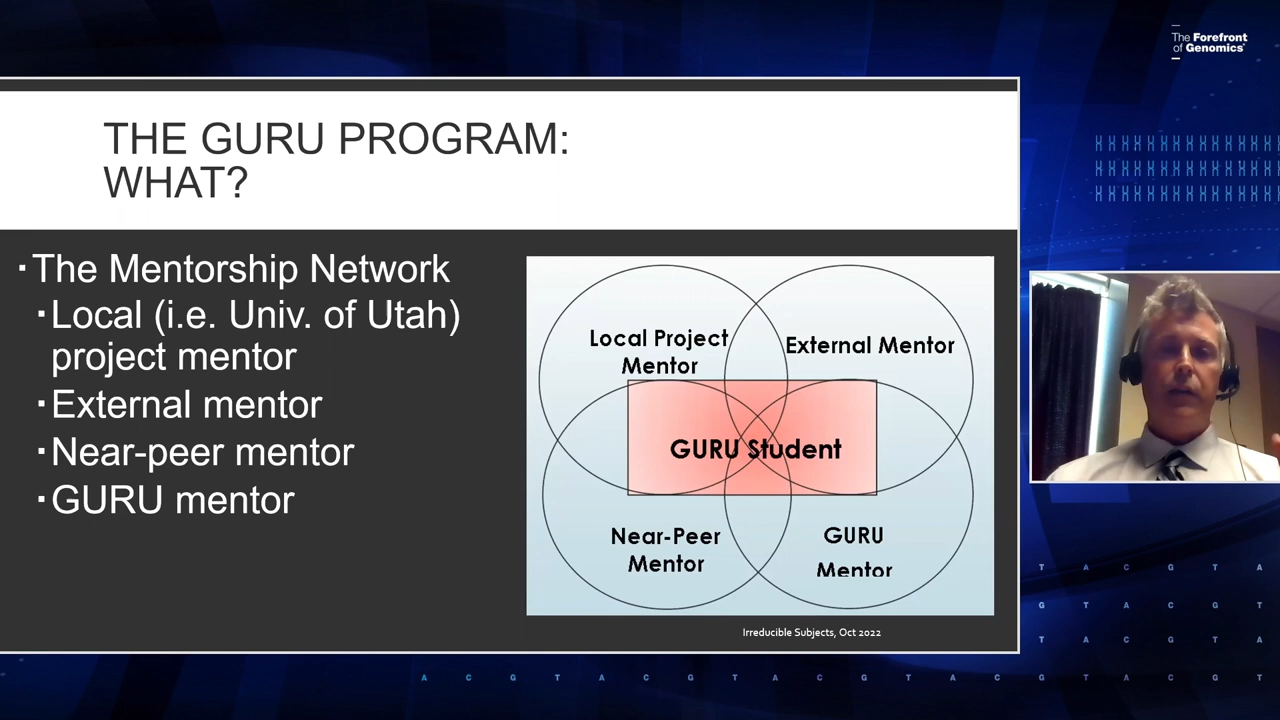 The Forefront
of Genomics®
THE GURU PROGRAM:
WHAT?
▪The Mentorship Network
▪Local (i.e. Univ. of Utah)
project mentor
▪External mentor
▪Near-peer mentor
▪GURU mentor
Local Project
Mentor
External Mentor
GURU Student
Near-Peer
Mentor
GURU
Mentor
Irreducible Subjects, Oct 2022
T A C G T A
G T A C G T
T A C G T A
A C G T A C G T A C G T A C G T A C G T